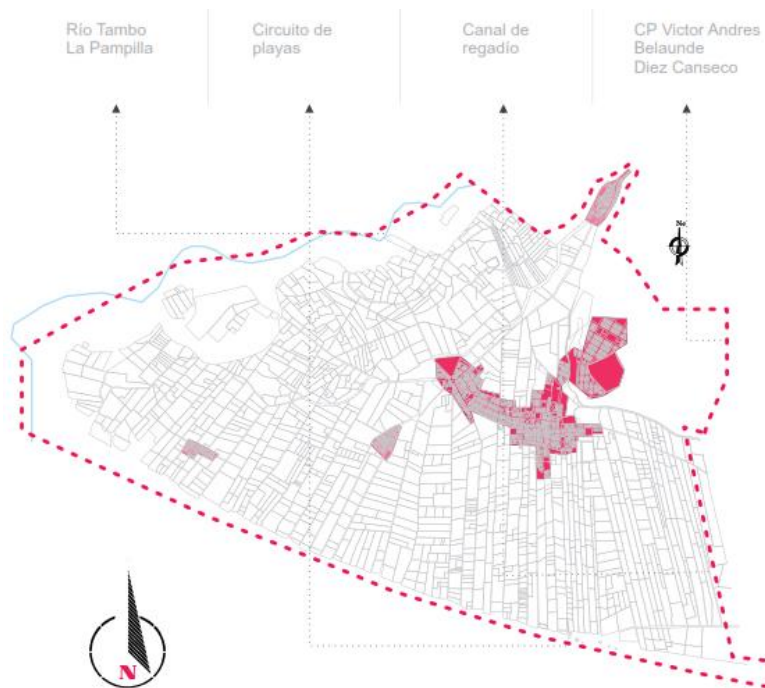 Río Tambo
La Pampilla
Circuito de
playas
Canal de
regadío
CP Victor Andres
Belaunde
Diez Canseco
N